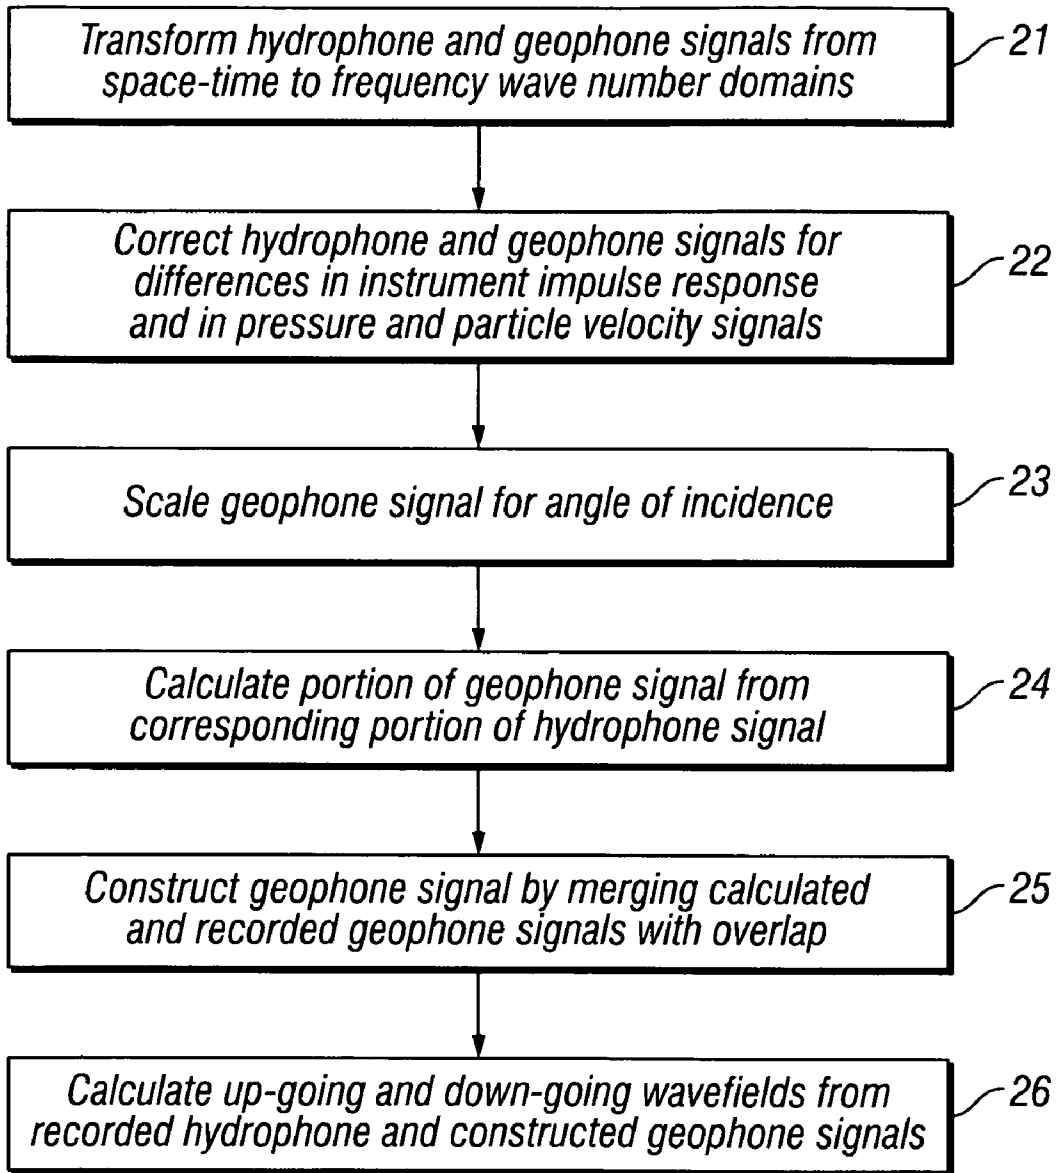 Transform hydrophone and geophone signals from
space-time to frequency wave number domains
21
Correct hydrophone and geophone signals for
differences in instrument impulse response
and in pressure and particle velocity signals
22
Scale geophone signal for angle of incidence
23
Calculate portion of geophone signal from
corresponding portion of hydrophone signal
24
Construct geophone signal by merging calculated
and recorded geophone signals with overlap
25
Calculate up-going and down-going wavefields from
recorded hydrophone and constructed geophone signals
26